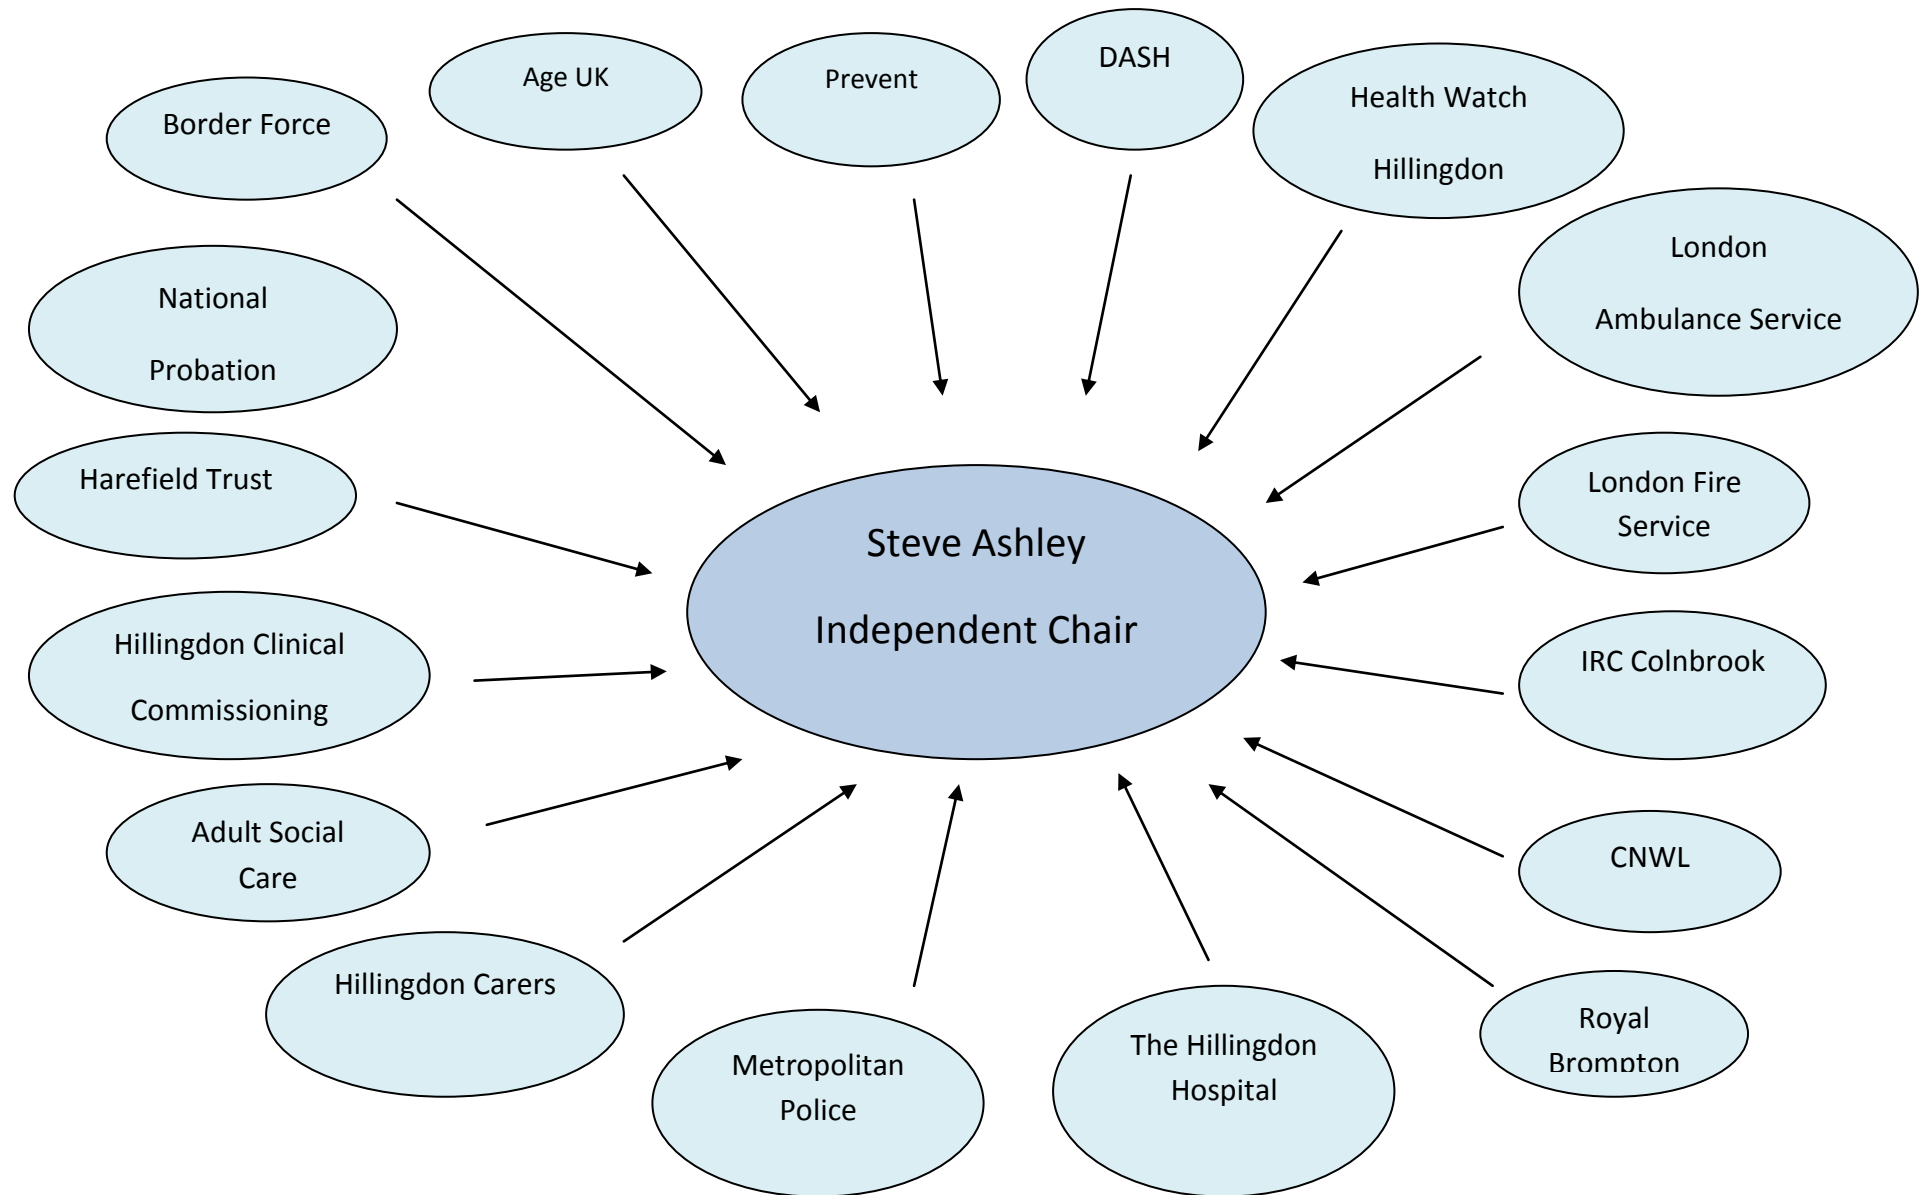 Border Force
Age UK
Prevent
DASH
Health Watch
Hillingdon
London
Ambulance Service
National
Probation
Harefield Trust
London Fire
Service
Steve Ashley
Independent Chair
Hillingdon Clinical
Commissioning
IRC Colnbrook
Adult Social
Care
CNWL
Hillingdon Carers
Metropolitan
Police
The Hillingdon
Hospital
Royal
Brompton